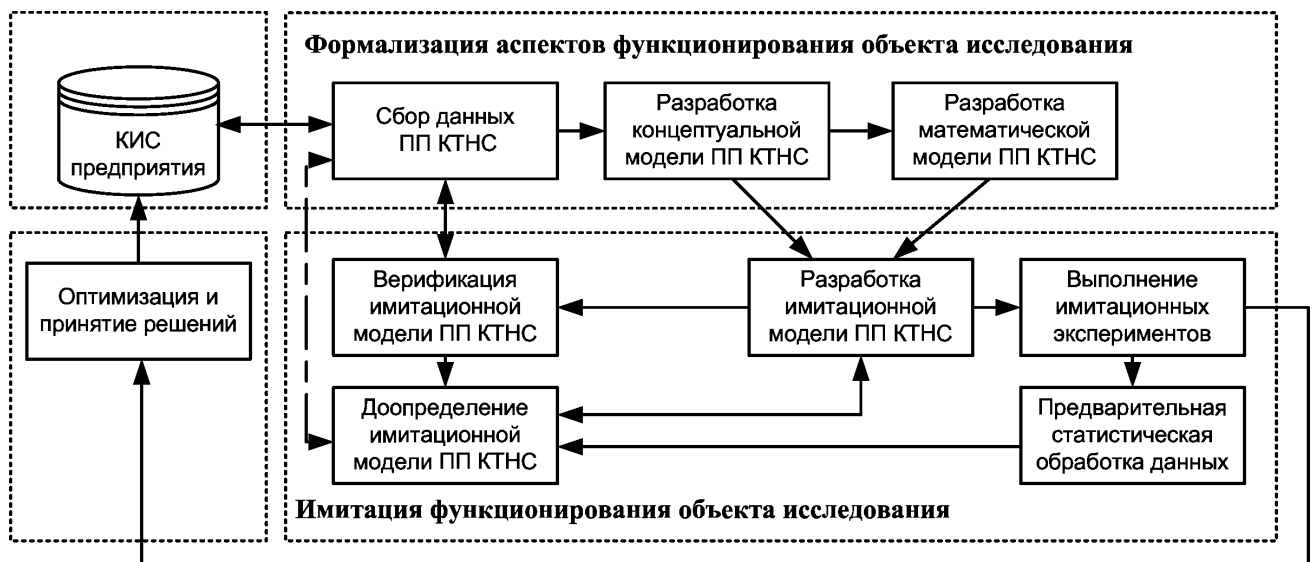 Формализация аспектов функционирования объекта исследования
КИС
предприятия
Сбор данных
ПП КТНС
Разработка
концептуальной
модели ПП КТНС
Разработка
математической
модели ПП КТНС
Оптимизация и
принятие решений
Верификация
имитационной
модели ПП КТНС
Разработка
имитационной
модели ПП КТНС
Выполнение
имитационных
экспериментов
Доопределение
имитационной
модели ПП КТНС
Предварительная
статистическая
обработка данных
Имитация функционирования объекта исследования